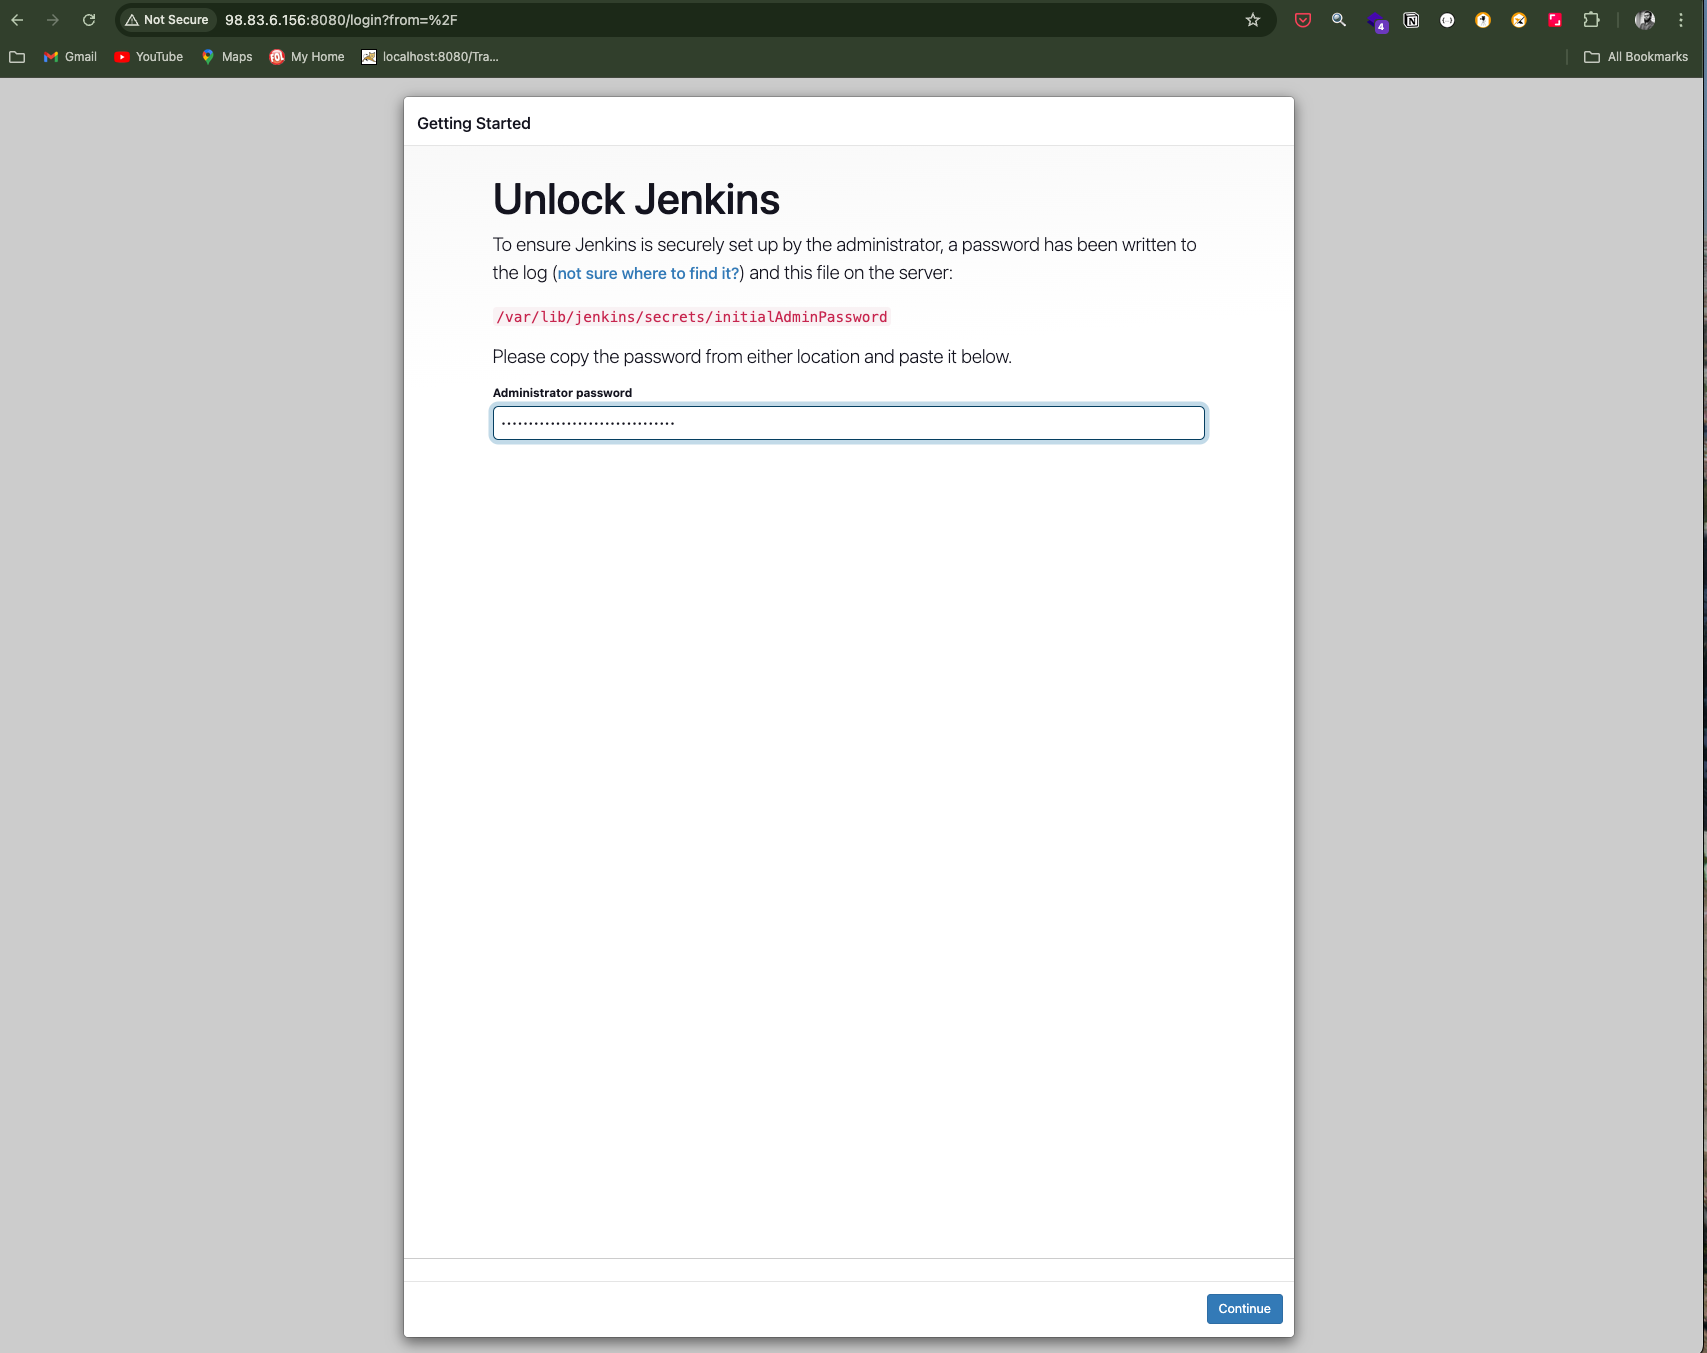 Not Secure 98.83.6.156:8080/login?from=%2F
4
Gmail YouTube Maps My Home localhost:8080/Tra... All Bookmarks
Getting Started
Unlock Jenkins
To ensure Jenkins is securely set up by the administrator, a password has been written to
the log (not sure where to find it?) and this file on the server:
/var/lib/jenkins/secrets/initialAdminPassword
Please copy the password from either location and paste it below.
Administrator password
••••••••••••••••••••••••••••••••
Continue